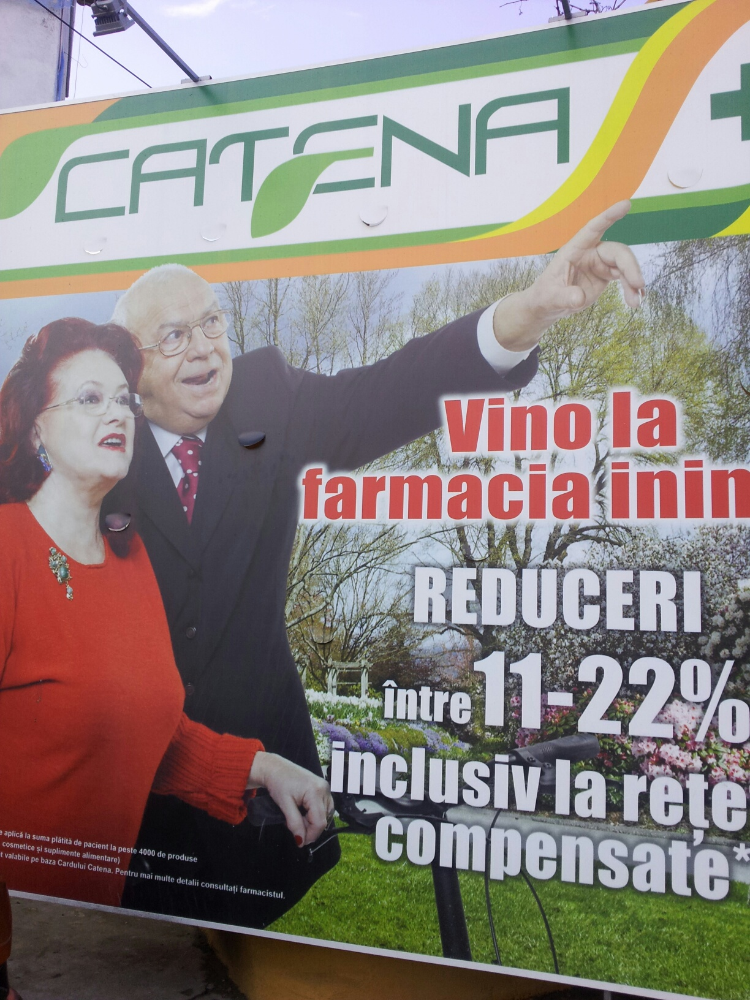 CATENA
Vino la
farmacia inin
REDUCERI
între 11-22%
inclusiv la rețe
compensate*
e aplică la suma plătită de pacient la peste 4000 de produse
cosmetice și suplimente alimentare)
t valabile pe baza Cardului Catena. Pentru mai multe detalii consultați farmacistul.